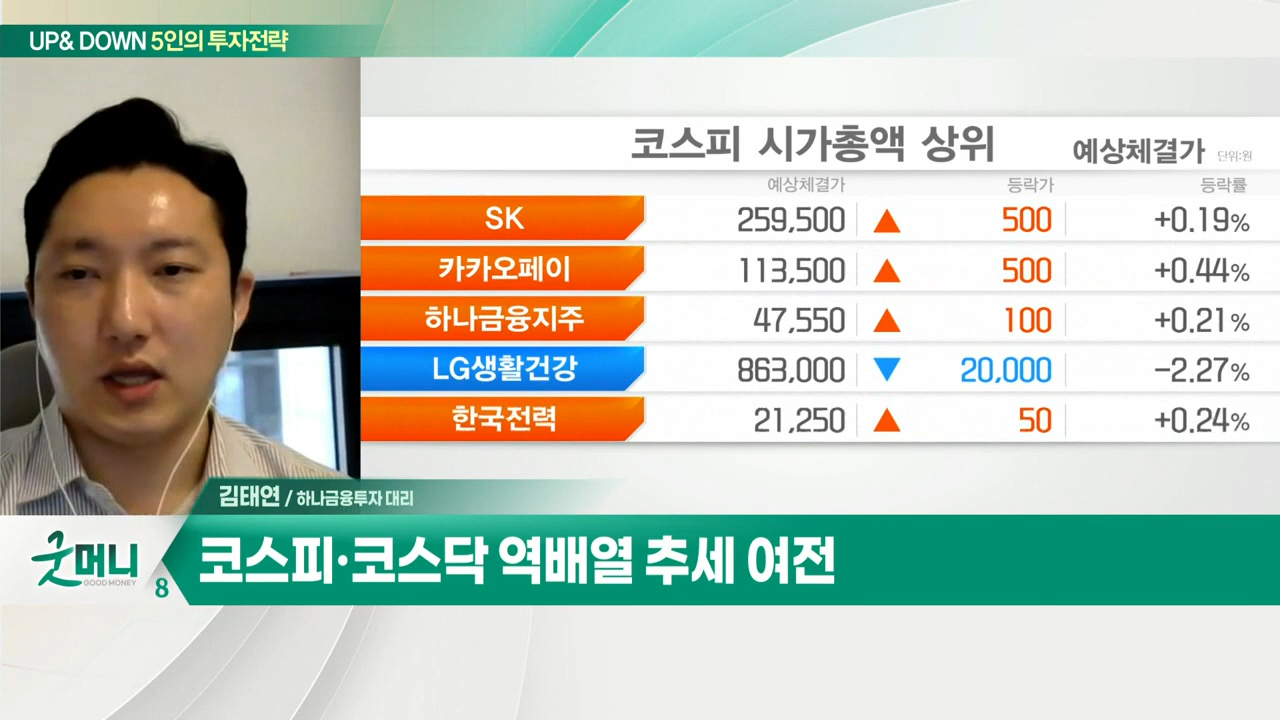 UP& DOWN 5인의 투자전략
코스피 시가총액 상위 예상체결가 단위:원
예상체결가 등락가 등락률
SK 259,500 ▲ 500 +0.19%
카카오페이 113,500 ▲ 500 +0.44%
하나금융지주 47,550 ▲ 100 +0.21%
LG생활건강 863,000 ▼ 20,000 -2.27%
한국전력 21,250 ▲ 50 +0.24%
김태연 / 하나금융투자 대리
굿머니
GOOD MONEY
8
코스피·코스닥 역배열 추세 여전